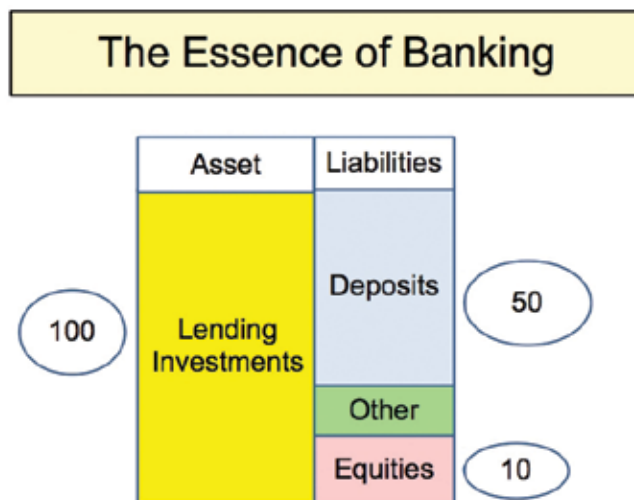 The Essence of Banking
Asset
Liabilities
100
Lending
Investments
Deposits
50
Other
Equities
10